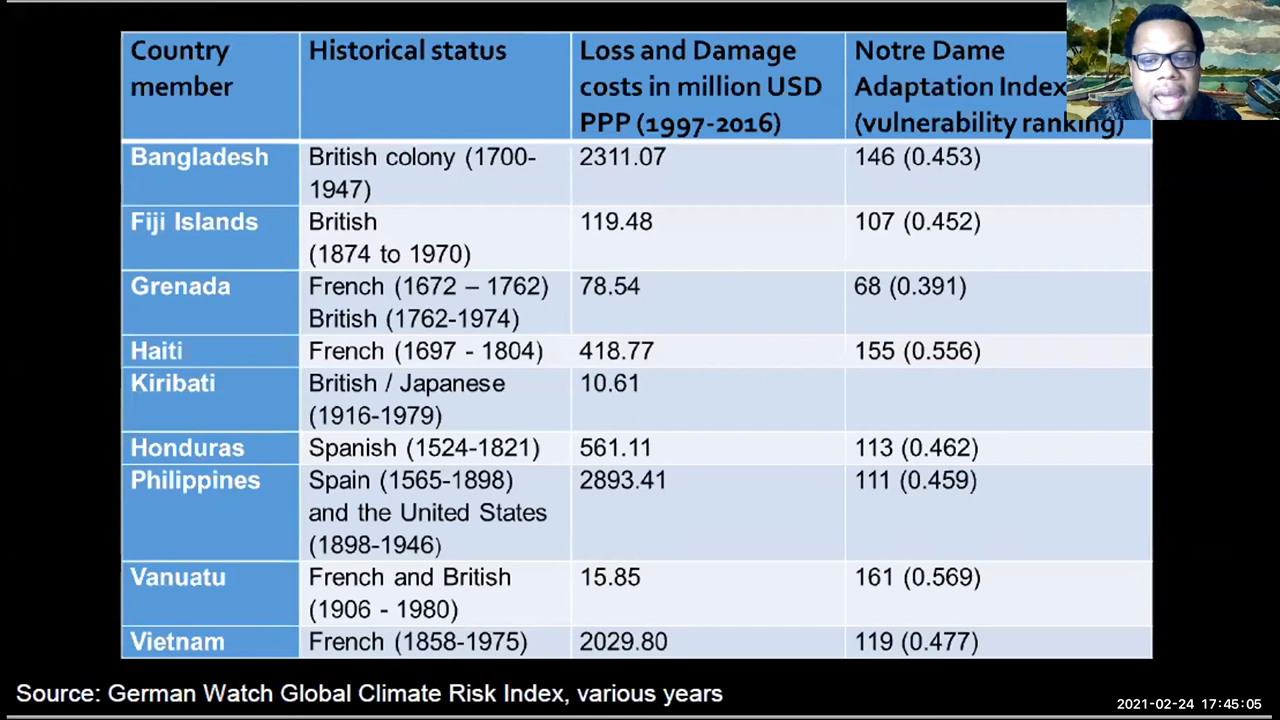 Country member
Historical status
Loss and Damage costs in million USD PPP (1997-2016)
Notre Dame Adaptation Index (vulnerability ranking)
Bangladesh
British colony (1700-1947)
2311.07
146 (0.453)
Fiji Islands
British
(1874 to 1970)
119.48
107 (0.452)
Grenada
French (1672 – 1762)
British (1762-1974)
78.54
68 (0.391)
Haiti
French (1697 - 1804)
418.77
155 (0.556)
Kiribati
British / Japanese
(1916-1979)
10.61
Honduras
Spanish (1524-1821)
561.11
113 (0.462)
Philippines
Spain (1565-1898)
and the United States
(1898-1946)
2893.41
111 (0.459)
Vanuatu
French and British
(1906 - 1980)
15.85
161 (0.569)
Vietnam
French (1858-1975)
2029.80
119 (0.477)
Source: German Watch Global Climate Risk Index, various years
2021-02-24 17:45:05